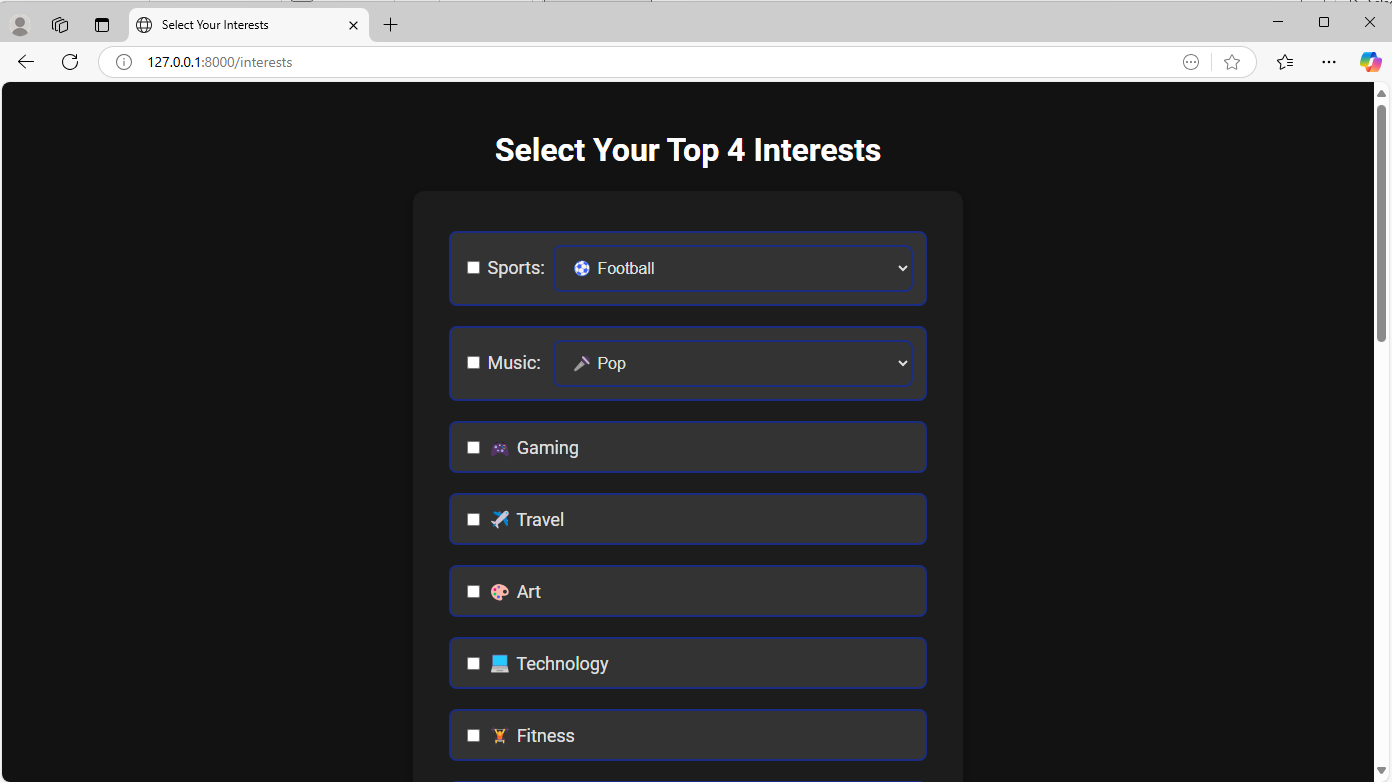 Select Your Interests
127.0.0.1:8000/interests
Select Your Top 4 Interests
Sports: ⚽ Football
Music: 🎤 Pop
🎮 Gaming
✈️ Travel
🎨 Art
💻 Technology
🏋️ Fitness